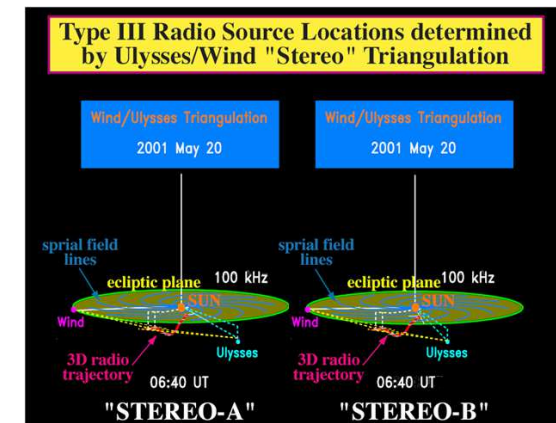 Type III Radio Source Locations determined
by Ulysses/Wind "Stereo" Triangulation
Wind/Ulysses Triangulation
2001 May 20
sprial field
lines
ecliptic plane
100 kHz
SUN
Wind
Ulysses
3D radio
trajectory
06:40 UT
"STEREO-A"
Wind/Ulysses Triangulation
2001 May 20
sprial field
lines
ecliptic plane
100 kHz
SUN
Wind
Ulysses
3D radio
trajectory
06:40 UT
"STEREO-B"